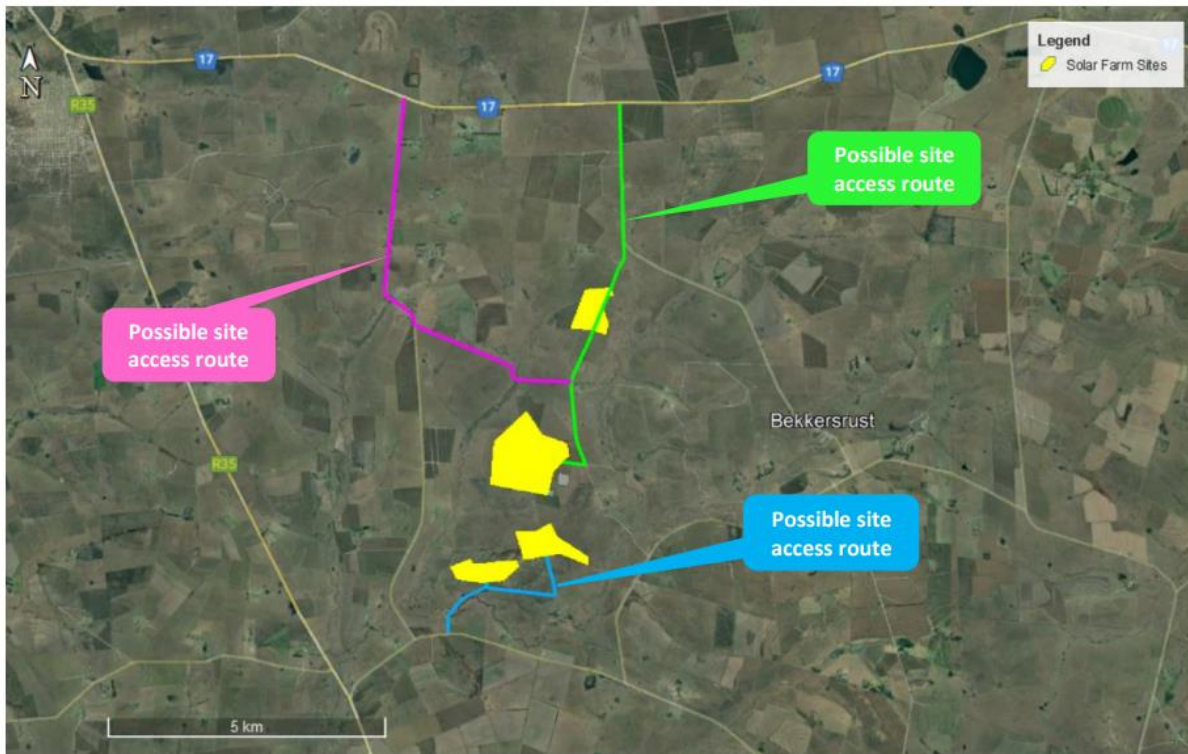 Legend
Solar Farm Sites
17
17
17
17
N
R35
Possible site
access route
Possible site
access route
Bekkersrust
R35
Possible site
access route
5 km